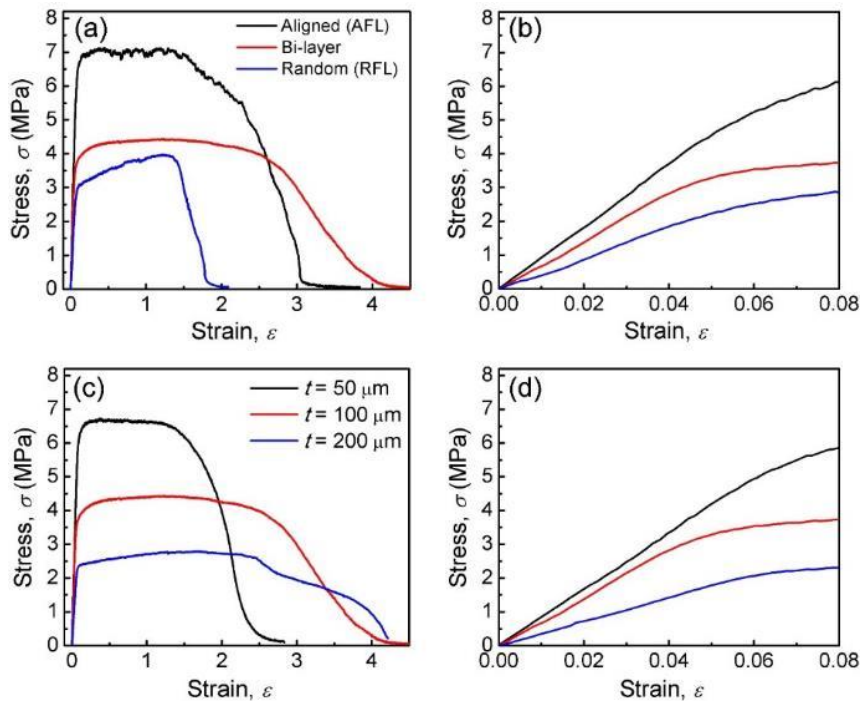 (a)
Aligned (AFL)
Bi-layer
Random (RFL)
Stress, σ (MPa)
8
7
6
5
4
3
2
1
0
0 1 2 3 4
Strain, ε
(b)
Stress, σ (MPa)
8
7
6
5
4
3
2
1
0
0.00 0.02 0.04 0.06 0.08
Strain, ε
(c)
t = 50 μm
t = 100 μm
t = 200 μm
Stress, σ (MPa)
8
7
6
5
4
3
2
1
0
0 1 2 3 4
Strain, ε
(d)
Stress, σ (MPa)
8
7
6
5
4
3
2
1
0
0.00 0.02 0.04 0.06 0.08
Strain, ε